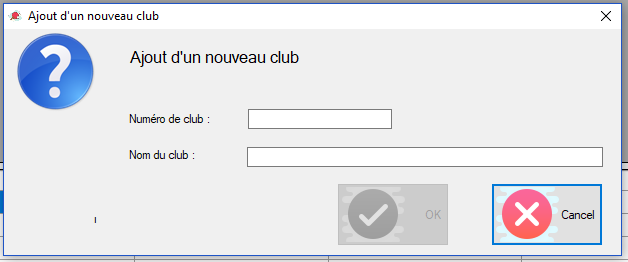 Ajout d'un nouveau club
Ajout d'un nouveau club
Numéro de club :
Nom du club :
OK
Cancel